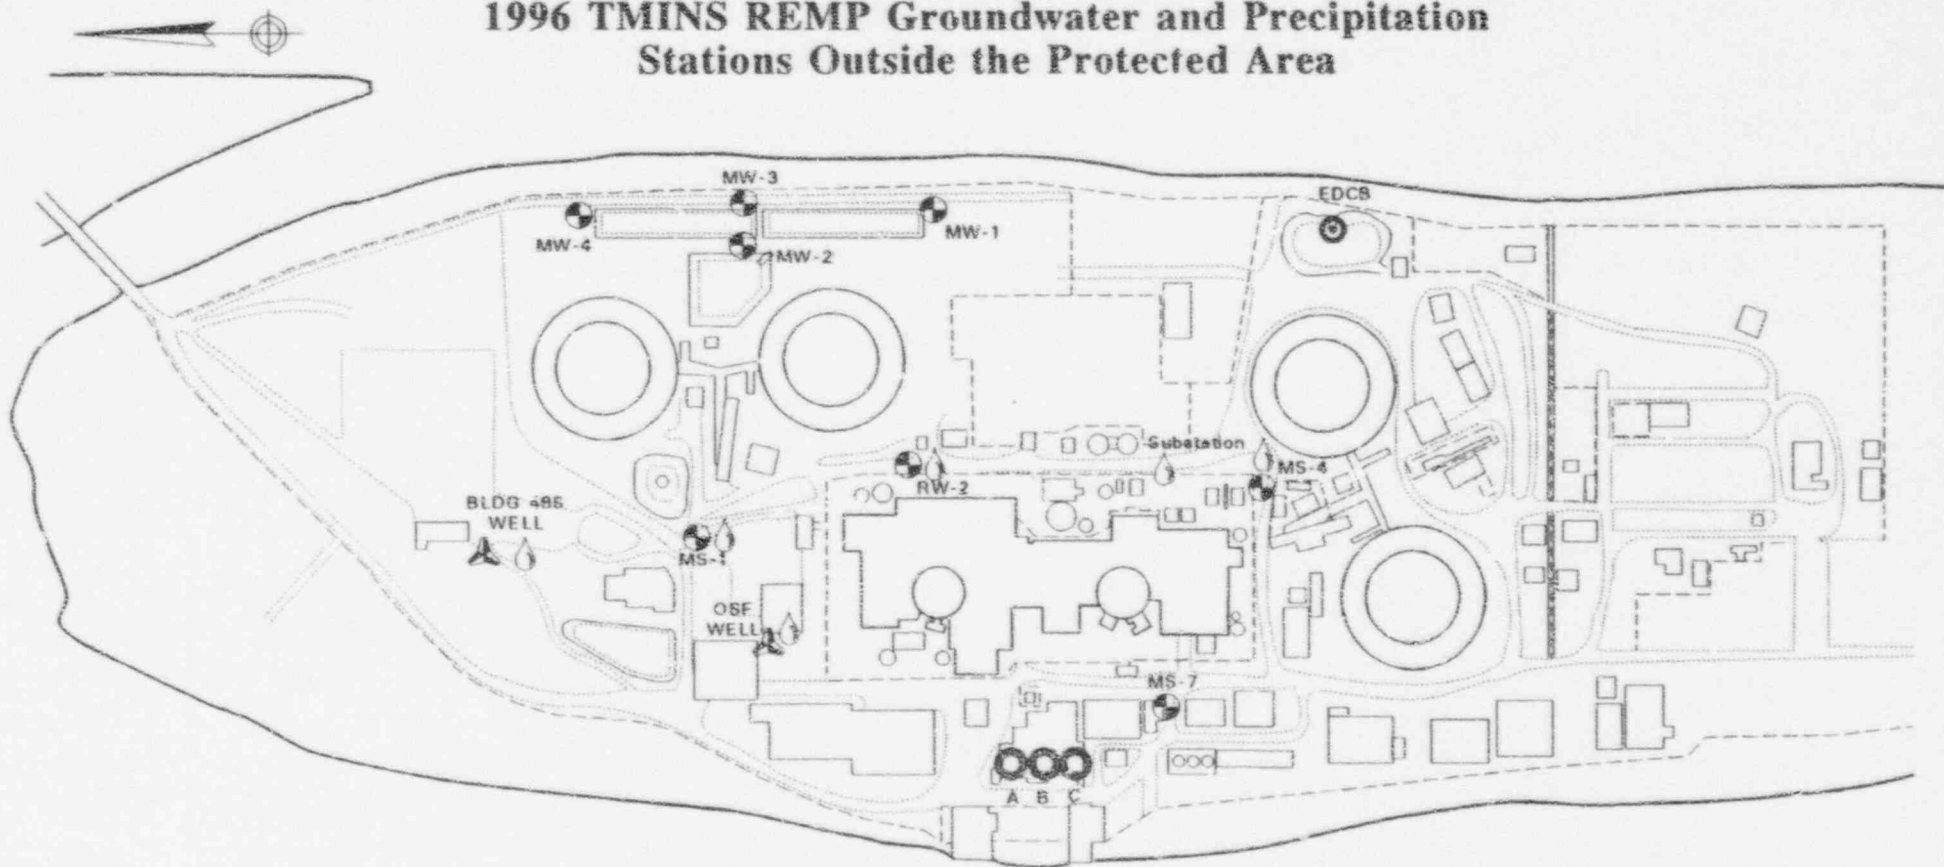 1996 TMINS REMP Groundwater and Precipitation
Stations Outside the Protected Area
MW-3
EDCB
MW-4
MW-1
MW-2
Substation
MS-4
RW-2
BLDG 485
WELL
MS-1
OSF
WELL
MS-7
A B C